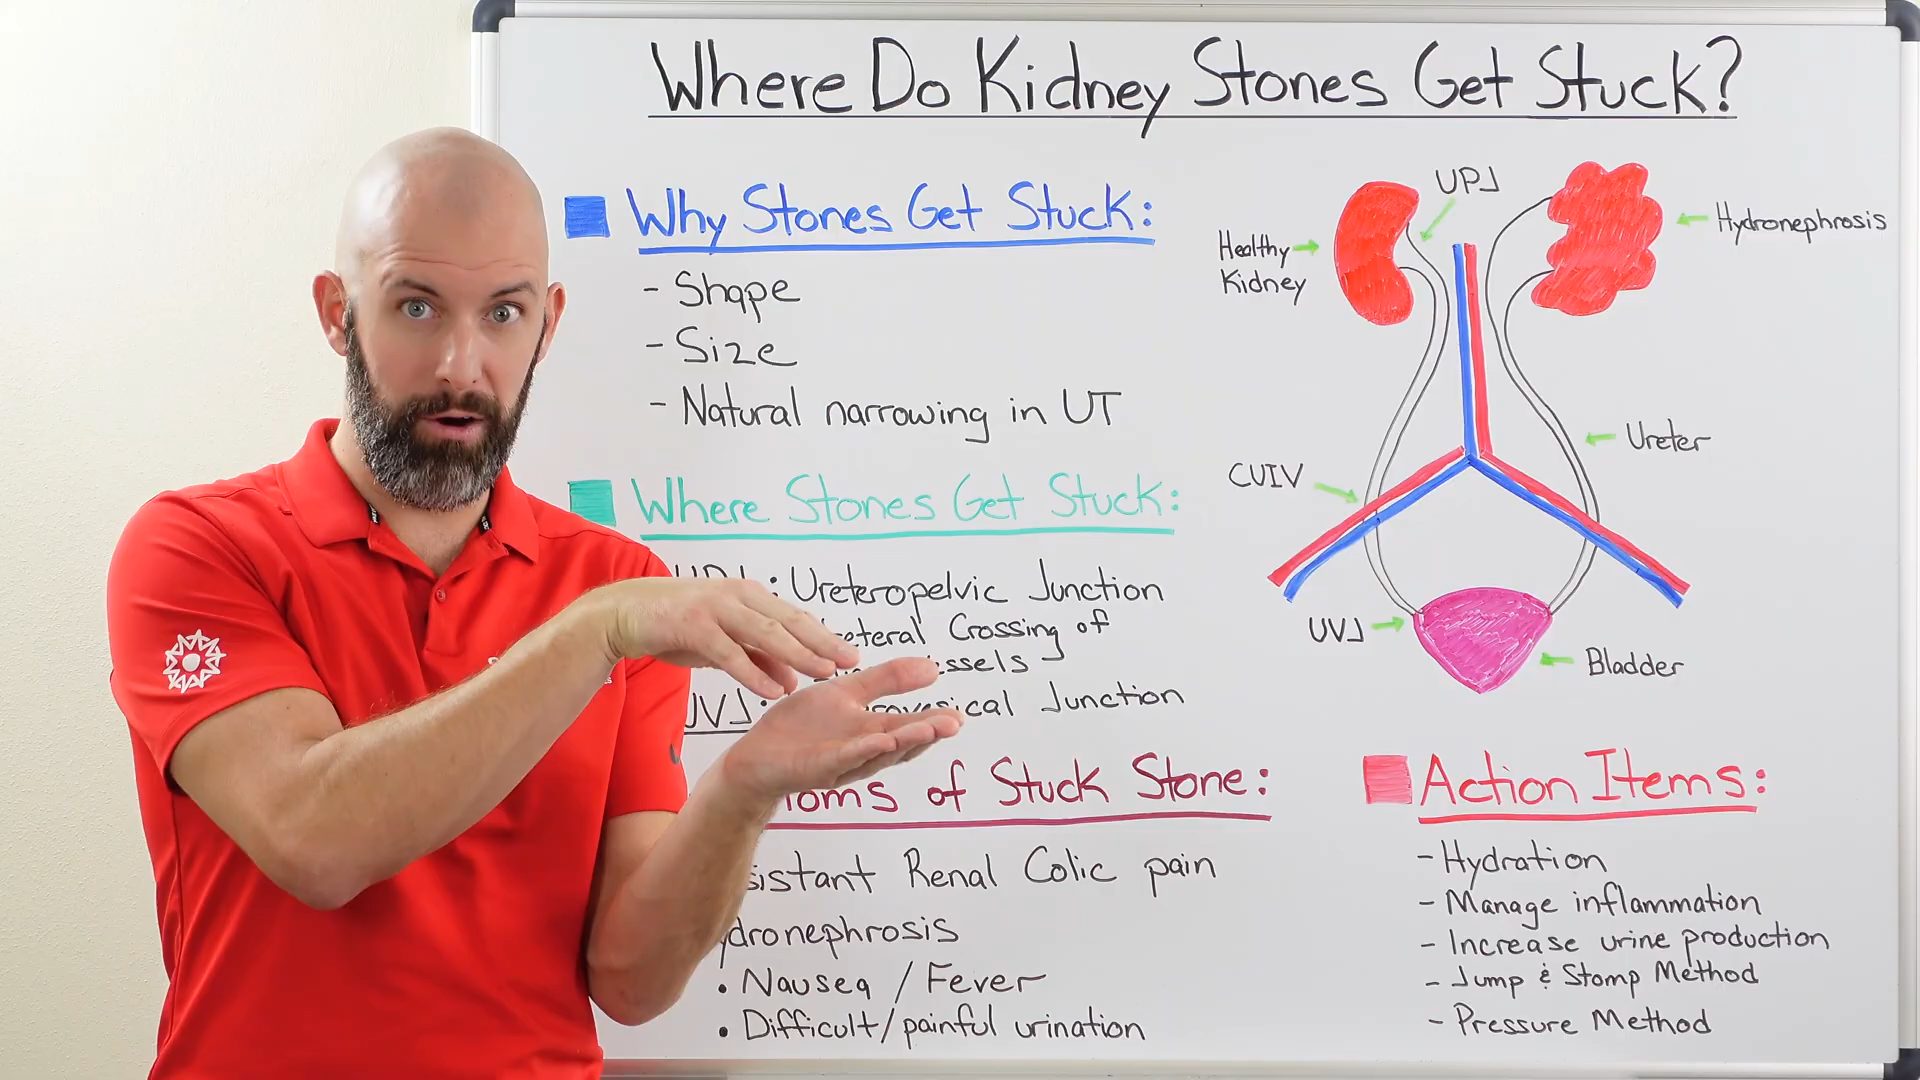 Where Do Kidney Stones Get Stuck?
Why Stones Get Stuck:
- Shape
- Size
- Natural narrowing in UT
Where Stones Get Stuck:
: Ureteropelvic Junction
Crossing of
UVJ: Junction
of Stuck Stone:
Renal Colic pain
• Nausea / Fever
• Difficult/painful urination
UPJ
Healthy
Kidney
Hydronephrosis
Ureter
CUIV
UVJ
Bladder
Action Items:
- Hydration
- Manage inflammation
- Increase urine production
- Jump & Stomp Method
- Pressure Method